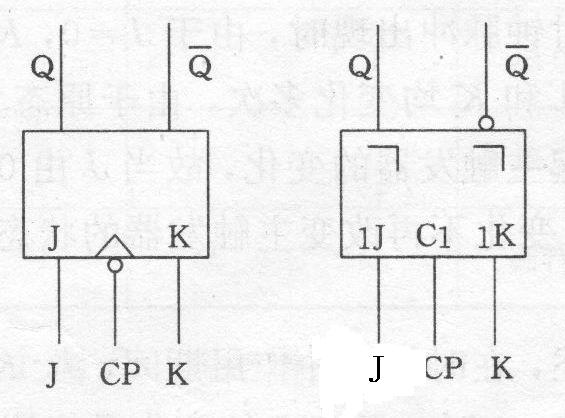 Q Q̅ Q Q̅
J K 1J C1 1K
J CP K J CP K